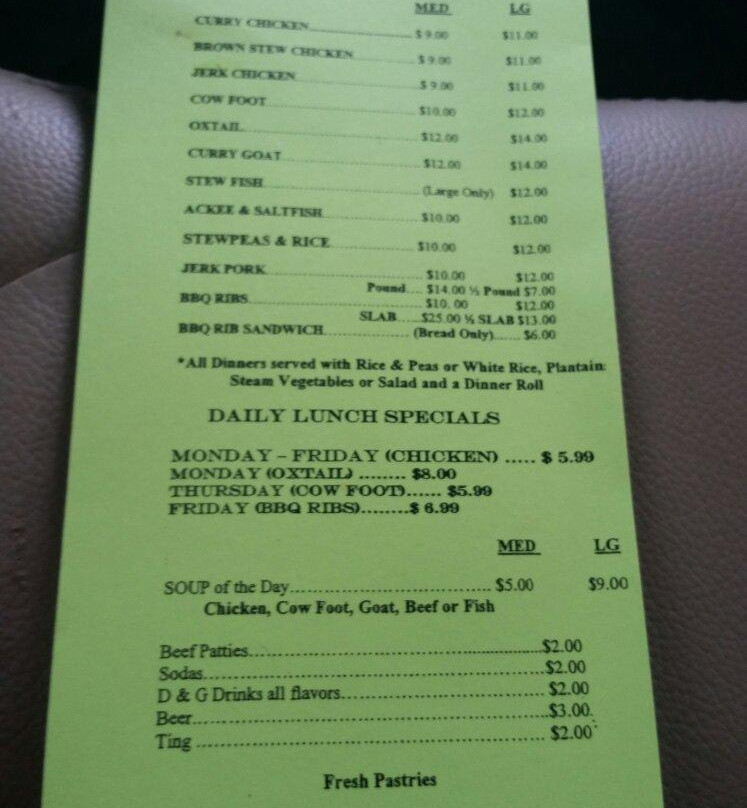 MED LG
CURRY CHICKEN $9.00 $11.00
BROWN STEW CHICKEN $9.00 $11.00
JERK CHICKEN $9.00 $11.00
COW FOOT $10.00 $12.00
OXTAIL $12.00 $14.00
CURRY GOAT $12.00 $14.00
STEW FISH (Large Only) $12.00
ACKEE & SALTFISH $10.00 $12.00
STEWPEAS & RICE $10.00 $12.00
JERK PORK $10.00 $12.00
Pound.... $14.00 ½ Pound $7.00
BBQ RIBS $10.00 $12.00
SLAB......$25.00 ½ SLAB $13.00
BBQ RIB SANDWICH (Bread Only)...... $6.00
*All Dinners served with Rice & Peas or White Rice, Plantain
Steam Vegetables or Salad and a Dinner Roll
DAILY LUNCH SPECIALS
MONDAY – FRIDAY (CHICKEN) ..... $ 5.99
MONDAY (OXTAIL) ........ $8.00
THURSDAY (COW FOOT)...... $5.99
FRIDAY (BBQ RIBS)........$ 6.99
MED LG
SOUP of the Day $5.00 $9.00
Chicken, Cow Foot, Goat, Beef or Fish
Beef Patties $2.00
Sodas $2.00
D & G Drinks all flavors $2.00
Beer $3.00
Ting $2.00
Fresh Pastries